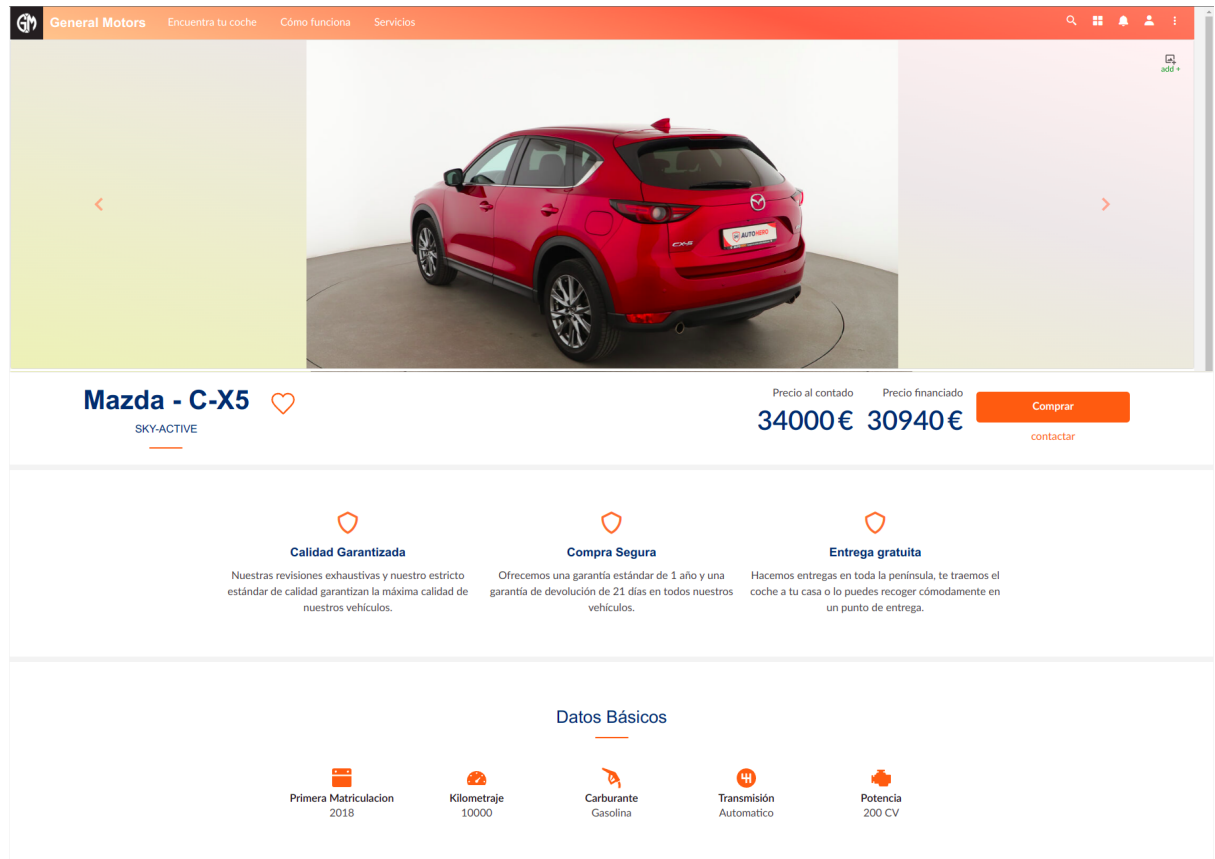 GM General Motors Encuentra tu coche Cómo funciona Servicios
add +
CX-5
AUTOHERO
Mazda - C-X5
SKY-ACTIVE
Precio al contado Precio financiado
34000 € 30940 €
Comprar
contactar
Calidad Garantizada
Nuestras revisiones exhaustivas y nuestro estricto
estándar de calidad garantizan la máxima calidad de
nuestros vehículos.
Compra Segura
Ofrecemos una garantía estándar de 1 año y una
garantía de devolución de 21 días en todos nuestros
vehículos.
Entrega gratuita
Hacemos entregas en toda la península, te traemos el
coche a tu casa o lo puedes recoger cómodamente en
un punto de entrega.
Datos Básicos
Primera Matriculacion
2018
Kilometraje
10000
Carburante
Gasolina
Transmisión
Automatico
Potencia
200 CV